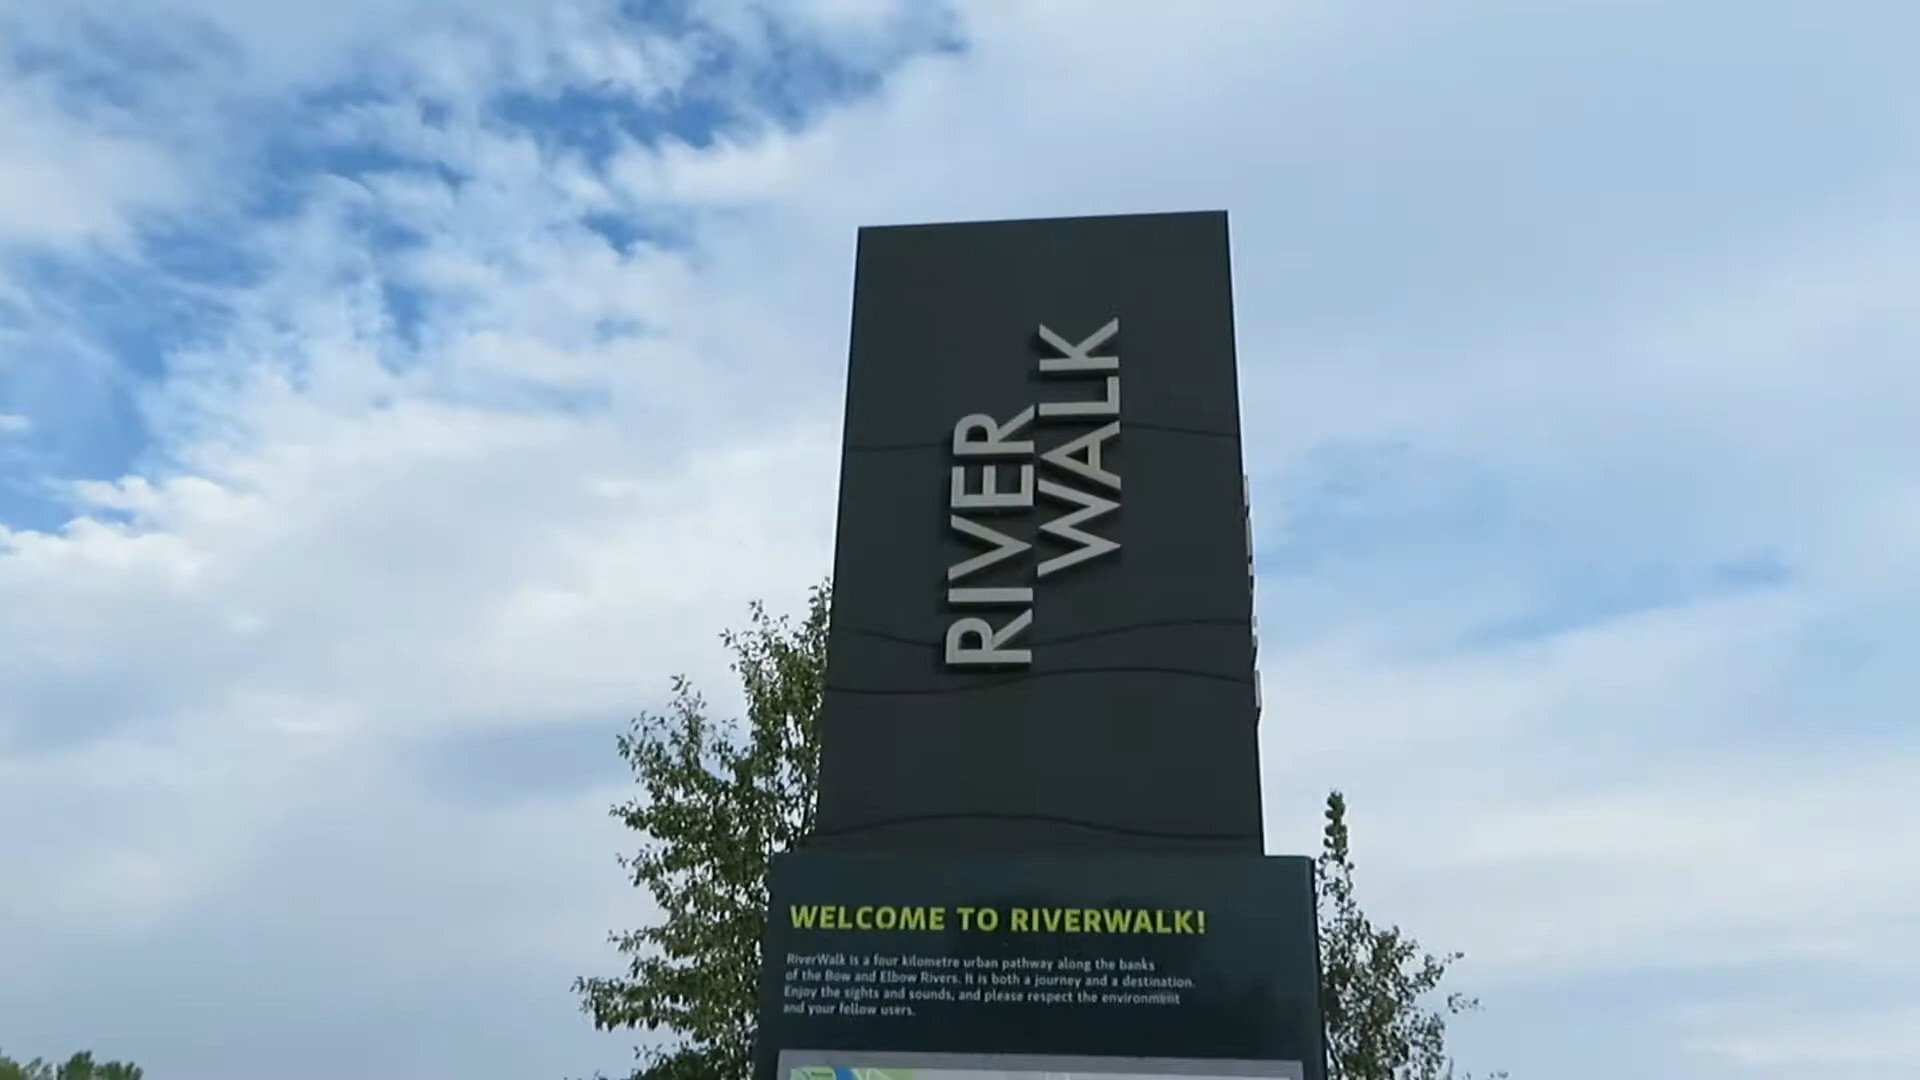 RIVER
WALK
WELCOME TO RIVERWALK!
RiverWalk is a four kilometre urban pathway along the banks
of the Bow and Elbow Rivers. It is both a journey and a destination.
Enjoy the sights and sounds, and please respect the environment
and your fellow users.